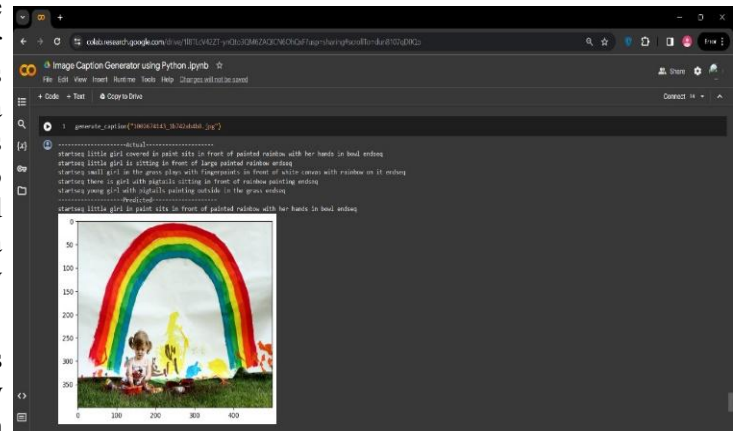 colab.research.google.com/drive/
Image Caption Generator using Python .ipynb
File Edit View Insert Runtime Tools Help Changes will not be saved
Share
+ Code + Text Copy to Drive
Connect
1 generate_caption(".jpg")
---------------------Actual---------------------
startseq little girl covered in paint sits in front of painted rainbow with her hands in bowl endseq
startseq little girl is sitting in front of large painted rainbow endseq
startseq small girl in the grass plays with fingerpaints in front of white canvas with rainbow on it endseq
startseq there is girl with pigtails sitting in front of rainbow painting endseq
startseq young girl with pigtails painting outside in the grass endseq
--------------------Predicted--------------------
startseq little girl in paint sits in front of painted rainbow with her hands in bowl endseq
0
50
100
150
200
250
300
350
0 100 200 300 400